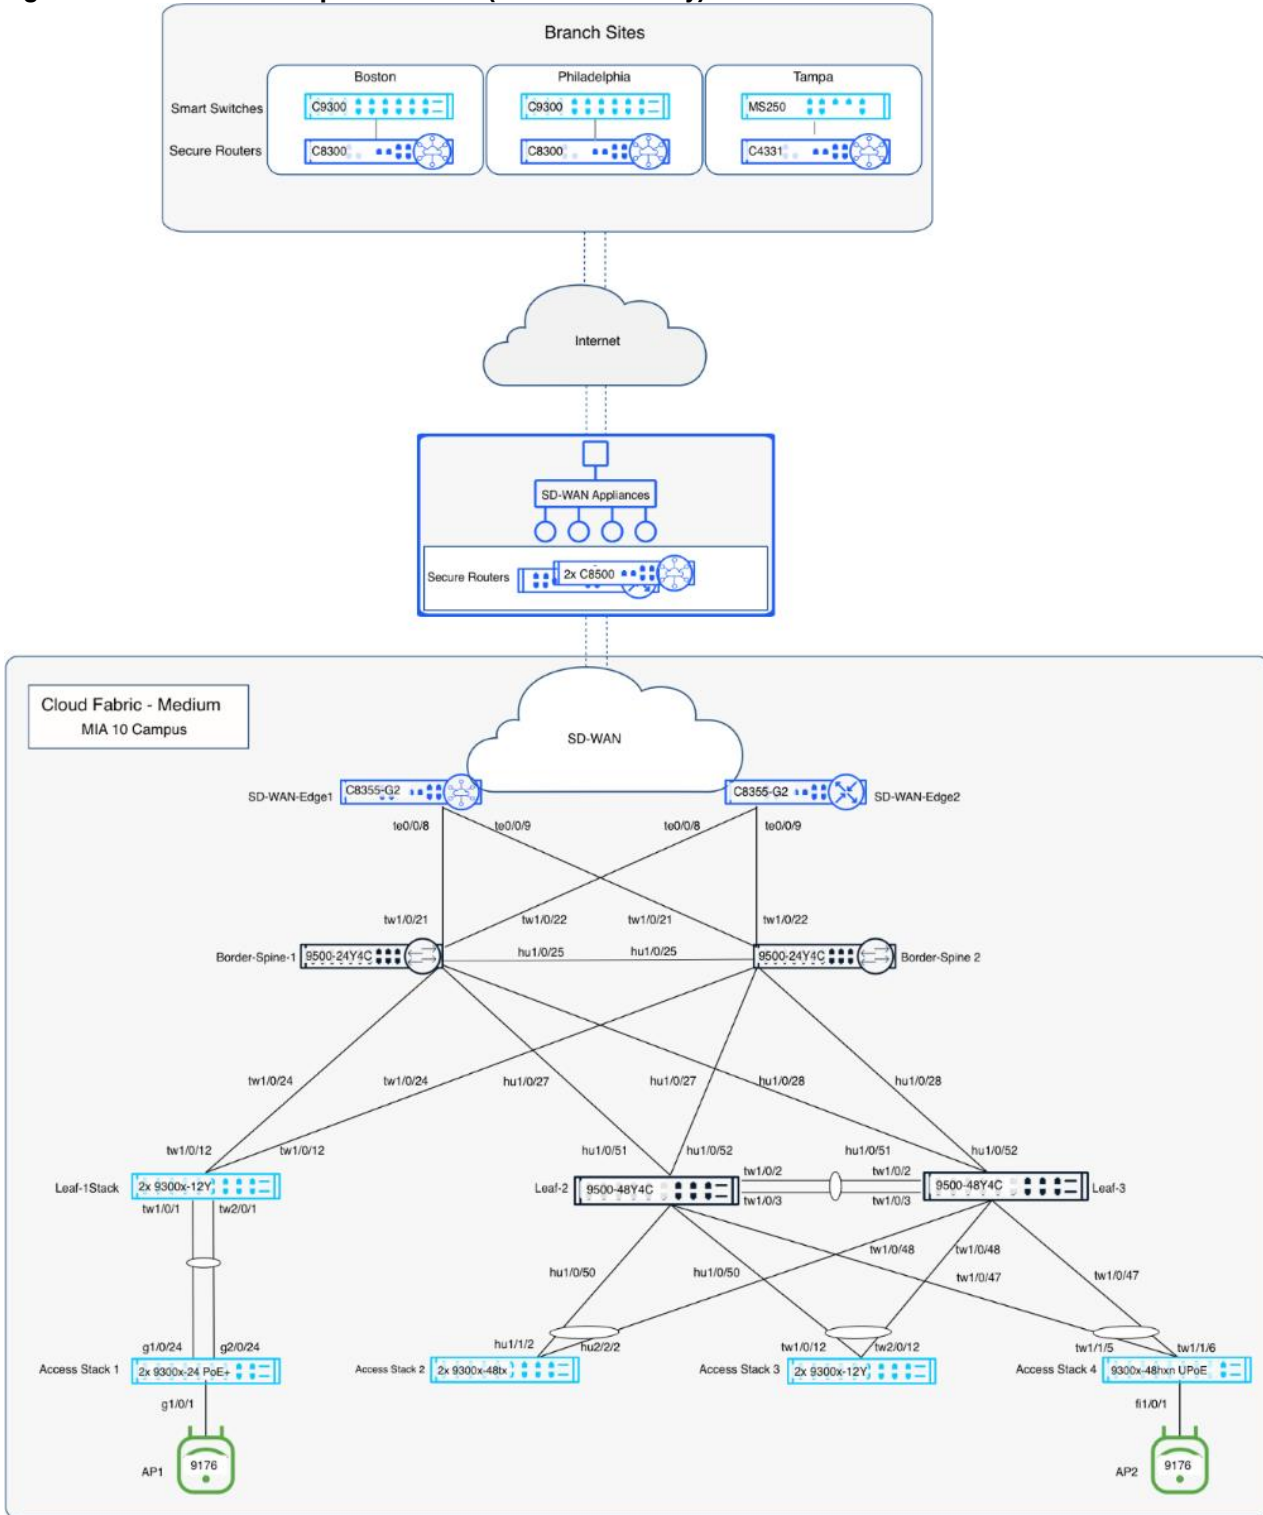 Branch Sites
Boston
Philadelphia
Tampa
Smart Switches
C9300
C9300
MS250
Secure Routers
C8300
C8300
C4331
Internet
SD-WAN Appliances
Secure Routers
2x C8500
Cloud Fabric - Medium
MIA 10 Campus
SD-WAN
SD-WAN-Edge1
C8355-G2
C8355-G2
SD-WAN-Edge2
te0/0/8
te0/0/9
te0/0/8
te0/0/9
tw1/0/21
tw1/0/22
tw1/0/21
tw1/0/22
Border-Spine-1
9500-24Y4C
hu1/0/25
hu1/0/25
9500-24Y4C
Border-Spine 2
tw1/0/24
tw1/0/24
hu1/0/27
hu1/0/27
hu1/0/28
hu1/0/28
tw1/0/12
tw1/0/12
hu1/0/51
hu1/0/52
hu1/0/51
hu1/0/52
Leaf-1Stack
2x 9300x-12Y
Leaf-2
9500-48Y4C
tw1/0/2
tw1/0/2
9500-48Y4C
Leaf-3
tw1/0/1
tw2/0/1
tw1/0/3
tw1/0/3
hu1/0/50
hu1/0/50
tw1/0/48
tw1/0/48
tw1/0/47
tw1/0/47
g1/0/24
g2/0/24
hu1/1/2
hu2/2/2
tw1/0/12
tw2/0/12
tw1/1/5
tw1/1/6
Access Stack 1
2x 9300x-24 PoE+
Access Stack 2
2x 9300x-48tx
Access Stack 3
2x 9300x-12Y
Access Stack 4
9300x-48hxn UPoE
g1/0/1
fi1/0/1
AP1
9176
AP2
9176